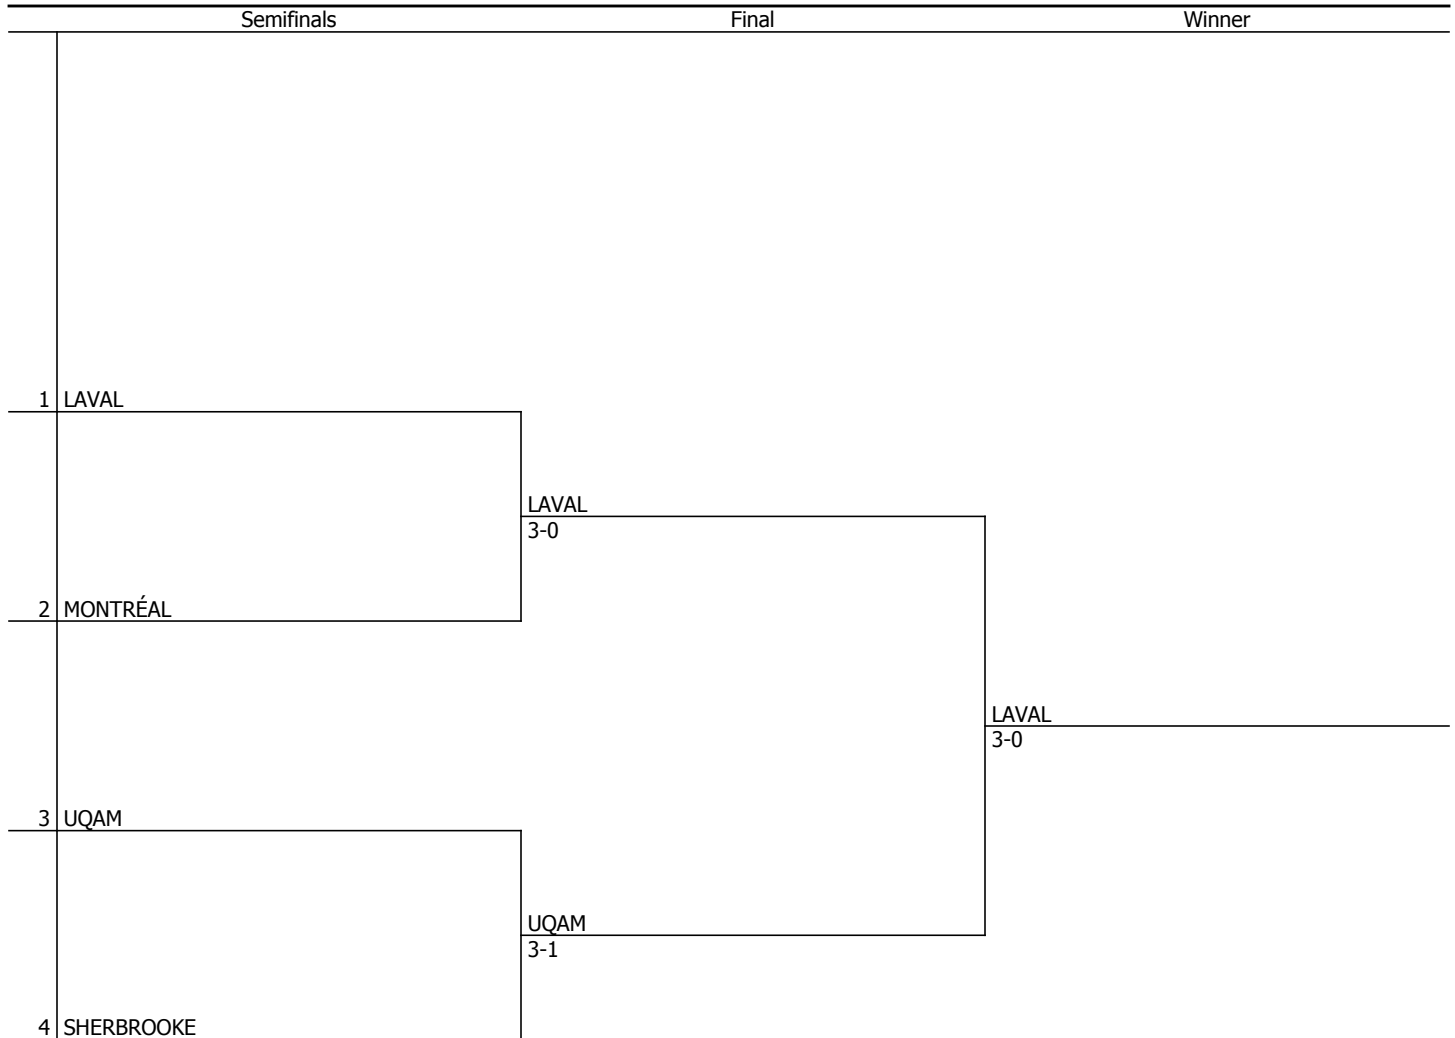 Semifinals Final Winner
1 LAVAL
LAVAL
3-0
2 MONTRÉAL
LAVAL
3-0
3 UQAM
UQAM
3-1
4 SHERBROOKE